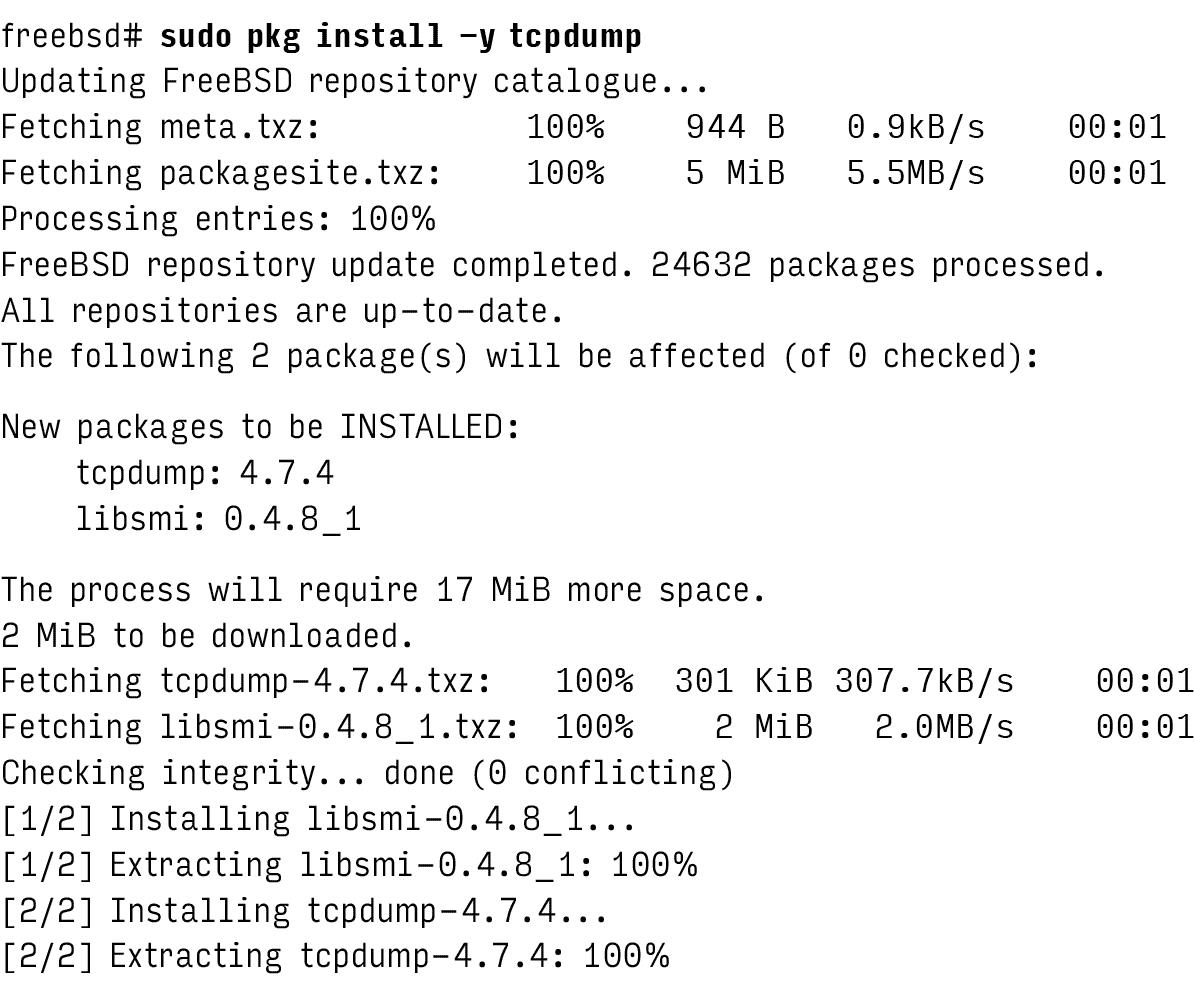 freebsd# sudo pkg install -y tcpdump
Updating FreeBSD repository catalogue...
Fetching meta.txz: 100% 944 B 0.9kB/s 00:01
Fetching packagesite.txz: 100% 5 MiB 5.5MB/s 00:01
Processing entries: 100%
FreeBSD repository update completed. 24632 packages processed.
All repositories are up-to-date.
The following 2 package(s) will be affected (of 0 checked):
New packages to be INSTALLED:
tcpdump: 4.7.4
libsmi: 0.4.8_1
The process will require 17 MiB more space.
2 MiB to be downloaded.
Fetching tcpdump-4.7.4.txz: 100% 301 KiB 307.7kB/s 00:01
Fetching libsmi-0.4.8_1.txz: 100% 2 MiB 2.0MB/s 00:01
Checking integrity... done (0 conflicting)
[1/2] Installing libsmi-0.4.8_1...
[1/2] Extracting libsmi-0.4.8_1: 100%
[2/2] Installing tcpdump-4.7.4...
[2/2] Extracting tcpdump-4.7.4: 100%